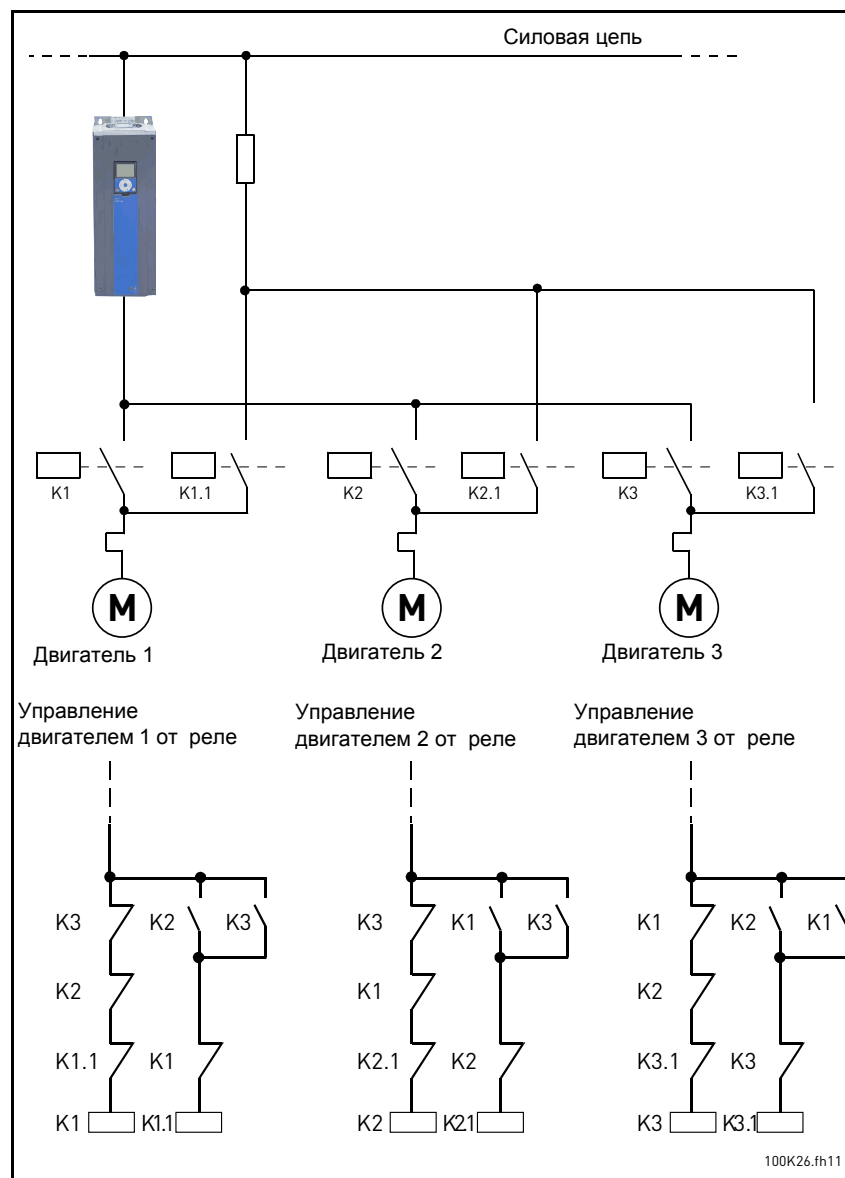 Силовая цепь
K1
K1.1
K2
K2.1
K3
K3.1
M
M
M
Двигатель 1
Двигатель 2
Двигатель 3
Управление
двигателем 1 от реле
Управление
двигателем 2 от реле
Управление
двигателем 3 от реле
K3
K2
K3
K3
K1
K3
K1
K2
K1
K2
K1
K2
K1.1
K1
K2.1
K2
K3.1
K3
K1
K1.1
K2
K2.1
K3
K3.1
100K26.fh11